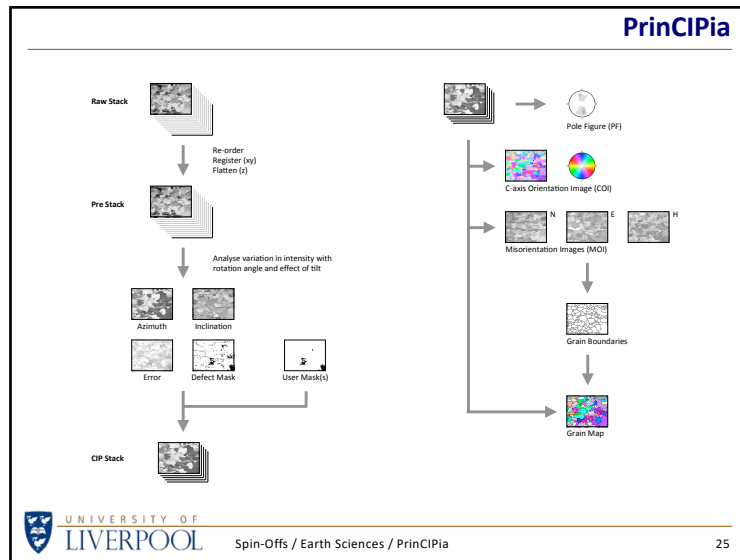 PrinCIPia
Raw Stack
Re-order
Register (xy)
Flatten (z)
Pre Stack
Analyse variation in intensity with
rotation angle and effect of tilt
Azimuth
Inclination
Error
Defect Mask
User Mask(s)
CIP Stack
Pole Figure (PF)
C-axis Orientation Image (COI)
N
E
H
Misorientation Images (MOI)
Grain Boundaries
Grain Map
UNIVERSITY OF
LIVERPOOL
Spin-Offs / Earth Sciences / PrinCIPia
25